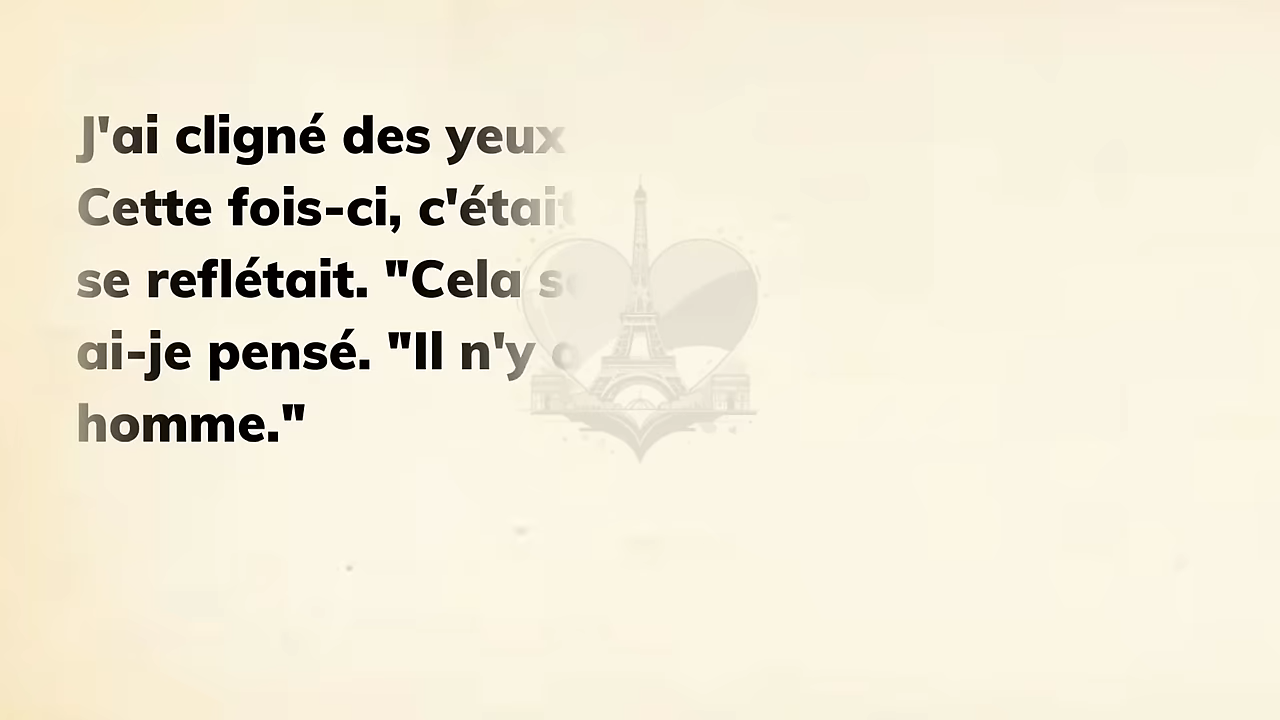 J'ai cligné des yeux
Cette fois-ci, c'était
se reflétait. "Cela
ai-je pensé. "Il n'y
homme."